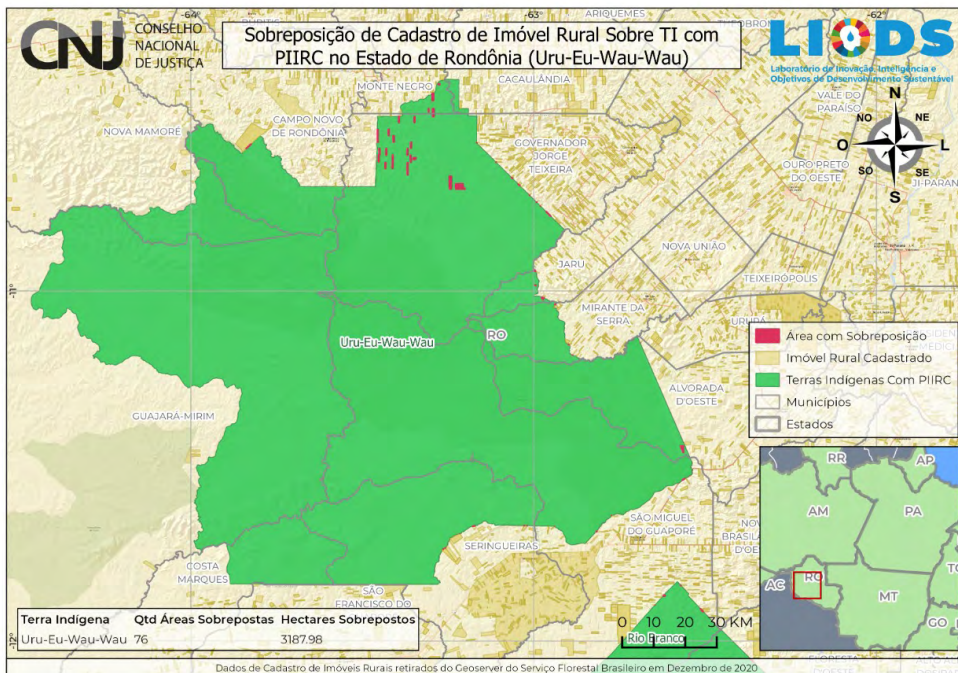 CNJ
CONSELHO
NACIONAL
DE JUSTIÇA
Sobreposição de Cadastro de Imóvel Rural Sobre TI com
PIIRC no Estado de Rondônia (Uru-Eu-Wau-Wau)
LIODS
Laboratório de Inovação, Inteligência e
Objetivos de Desenvolvimento Sustentável
-64°
-63°
-62°
BURITIS
ARIQUEMES
MONTE NEGRO
CACAULÂNDIA
VALE DO
PARAÍSO
N
NO
NE
O
L
SO
SE
S
NOVA MAMORÉ
CAMPO NOVO
DE RONDÔNIA
GOVERNADOR
JORGE
TEIXEIRA
OURO PRETO
DO OESTE
JI-PARAN
NOVA UNIÃO
JARU
TEIXEIRÓPOLIS
-11°
MIRANTE DA
SERRA
URUPÁ
Uru-Eu-Wau-Wau
RO
Área com Sobreposição
Imóvel Rural Cadastrado
Terras Indígenas Com PIIRC
Municípios
Estados
ALVORADA
D'OESTE
GUAJARÁ-MIRIM
RR
AP
AM
PA
AC
RO
MT
TO
GO
SÃO MIGUEL
DO GUAPORÉ
SERINGUEIRAS
COSTA
MARQUES
SÃO
FRANCISCO DO
Terra Indígena Qtd Áreas Sobrepostas Hectares Sobrepostos
Uru-Eu-Wau-Wau 76 3187.98
-12°
0 10 20 30 KM
Rio Branco
Dados de Cadastro de Imóveis Rurais retirados do Geoserver do Serviço Florestal Brasileiro em Dezembro de 2020